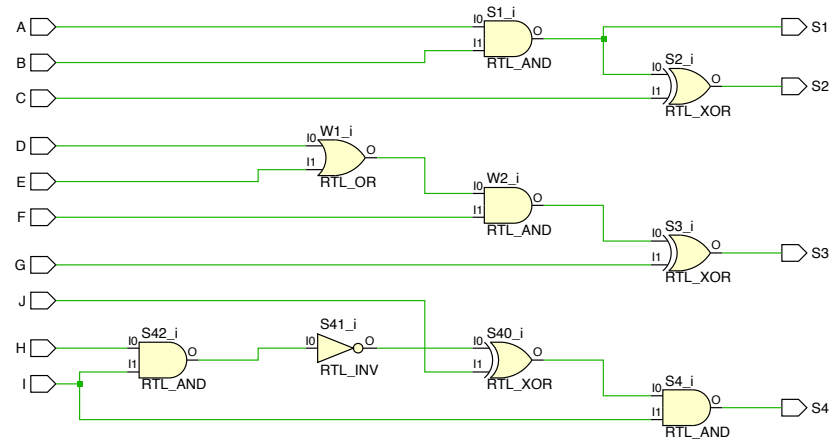 S1_i
A I0 O S1
B I1
RTL_AND S2_i
I0 O S2
C I1
RTL_XOR
W1_i
D I0 O
E I1 W2_i
RTL_OR I0 O
F I1 S3_i
RTL_AND I0 O S3
G I1
RTL_XOR
J
S42_i S41_i S40_i
H I0 O I0 O I0 O
I I1 RTL_INV I1 S4_i
RTL_AND RTL_XOR I0 O S4
I1
RTL_AND